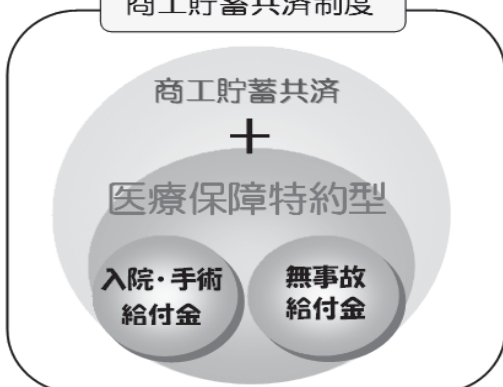 商工貯蓄共済制度
商工貯蓄共済
＋
医療保障特約型
入院・手術
給付金
無事故
給付金